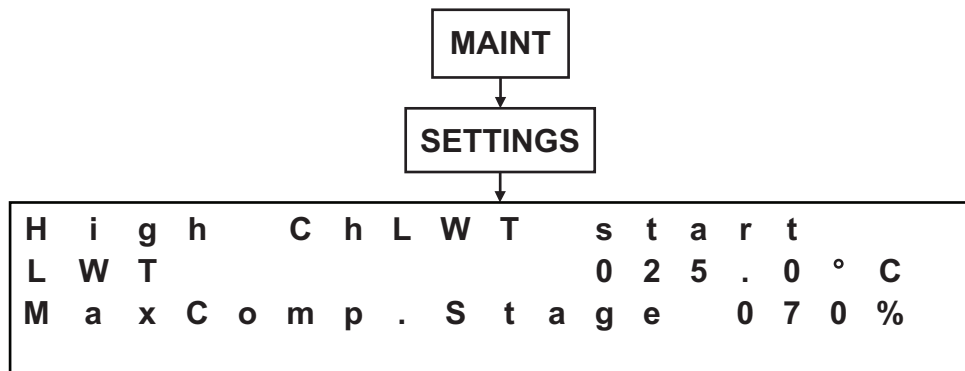 MAINT
SETTINGS
High ChLWT start
LWT 025.0°C
MaxComp.Stage 070%